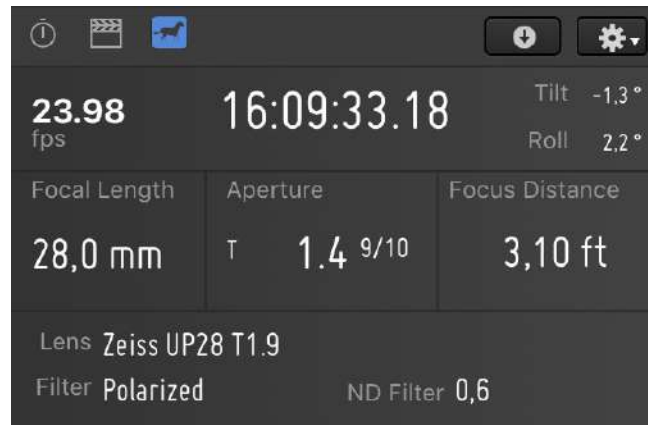 23.98
fps
16:09:33.18
Tilt -1,3 °
Roll 2,2 °
Focal Length
28,0 mm
Aperture
T 1.4 9/10
Focus Distance
3,10 ft
Lens Zeiss UP28 T1.9
Filter Polarized
ND Filter 0,6